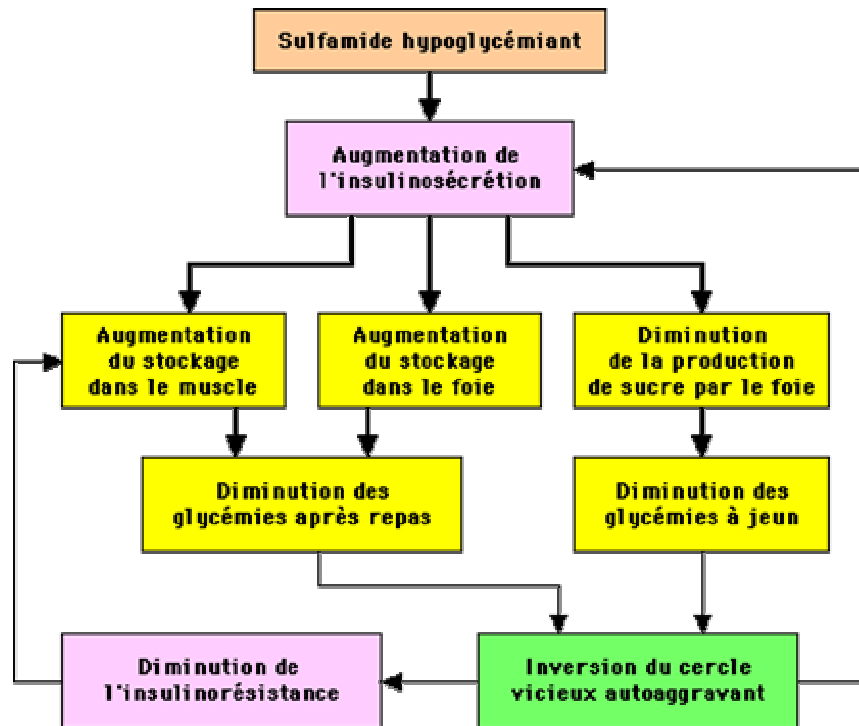 Sulfamide hypoglycémiant
Augmentation de
l'insulinosécrétion
Augmentation
du stockage
dans le muscle
Augmentation
du stockage
dans le foie
Diminution
de la production
de sucre par le foie
Diminution des
glycémies après repas
Diminution des
glycémies à jeun
Diminution de
l'insulinorésistance
Inversion du cercle
vicieux autoaggravant